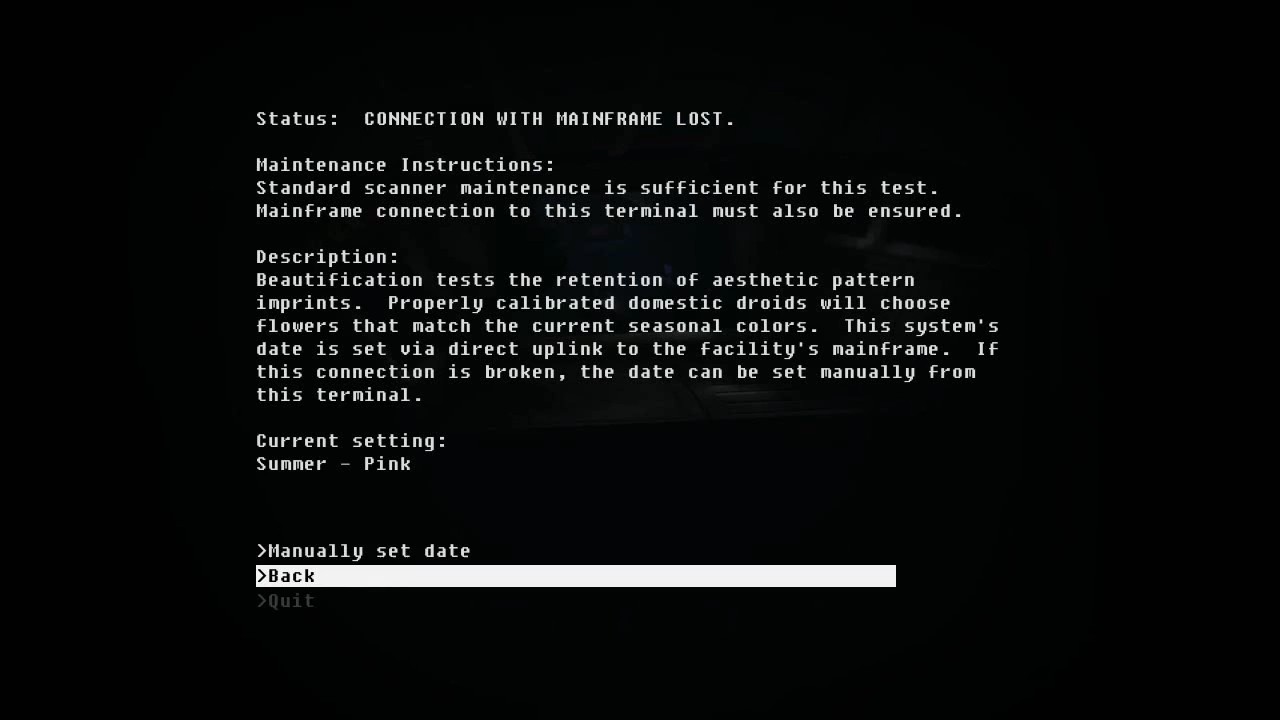 Status:  CONNECTION WITH MAINFRAME LOST.
Maintenance Instructions:
Standard scanner maintenance is sufficient for this test.
Mainframe connection to this terminal must also be ensured.
Description:
Beautification tests the retention of aesthetic pattern
imprints.  Properly calibrated domestic droids will choose
flowers that match the current seasonal colors.  This system's
date is set via direct uplink to the facility's mainframe.  If
this connection is broken, the date can be set manually from
this terminal.
Current setting:
Summer - Pink
>Manually set date
>Back
>Quit